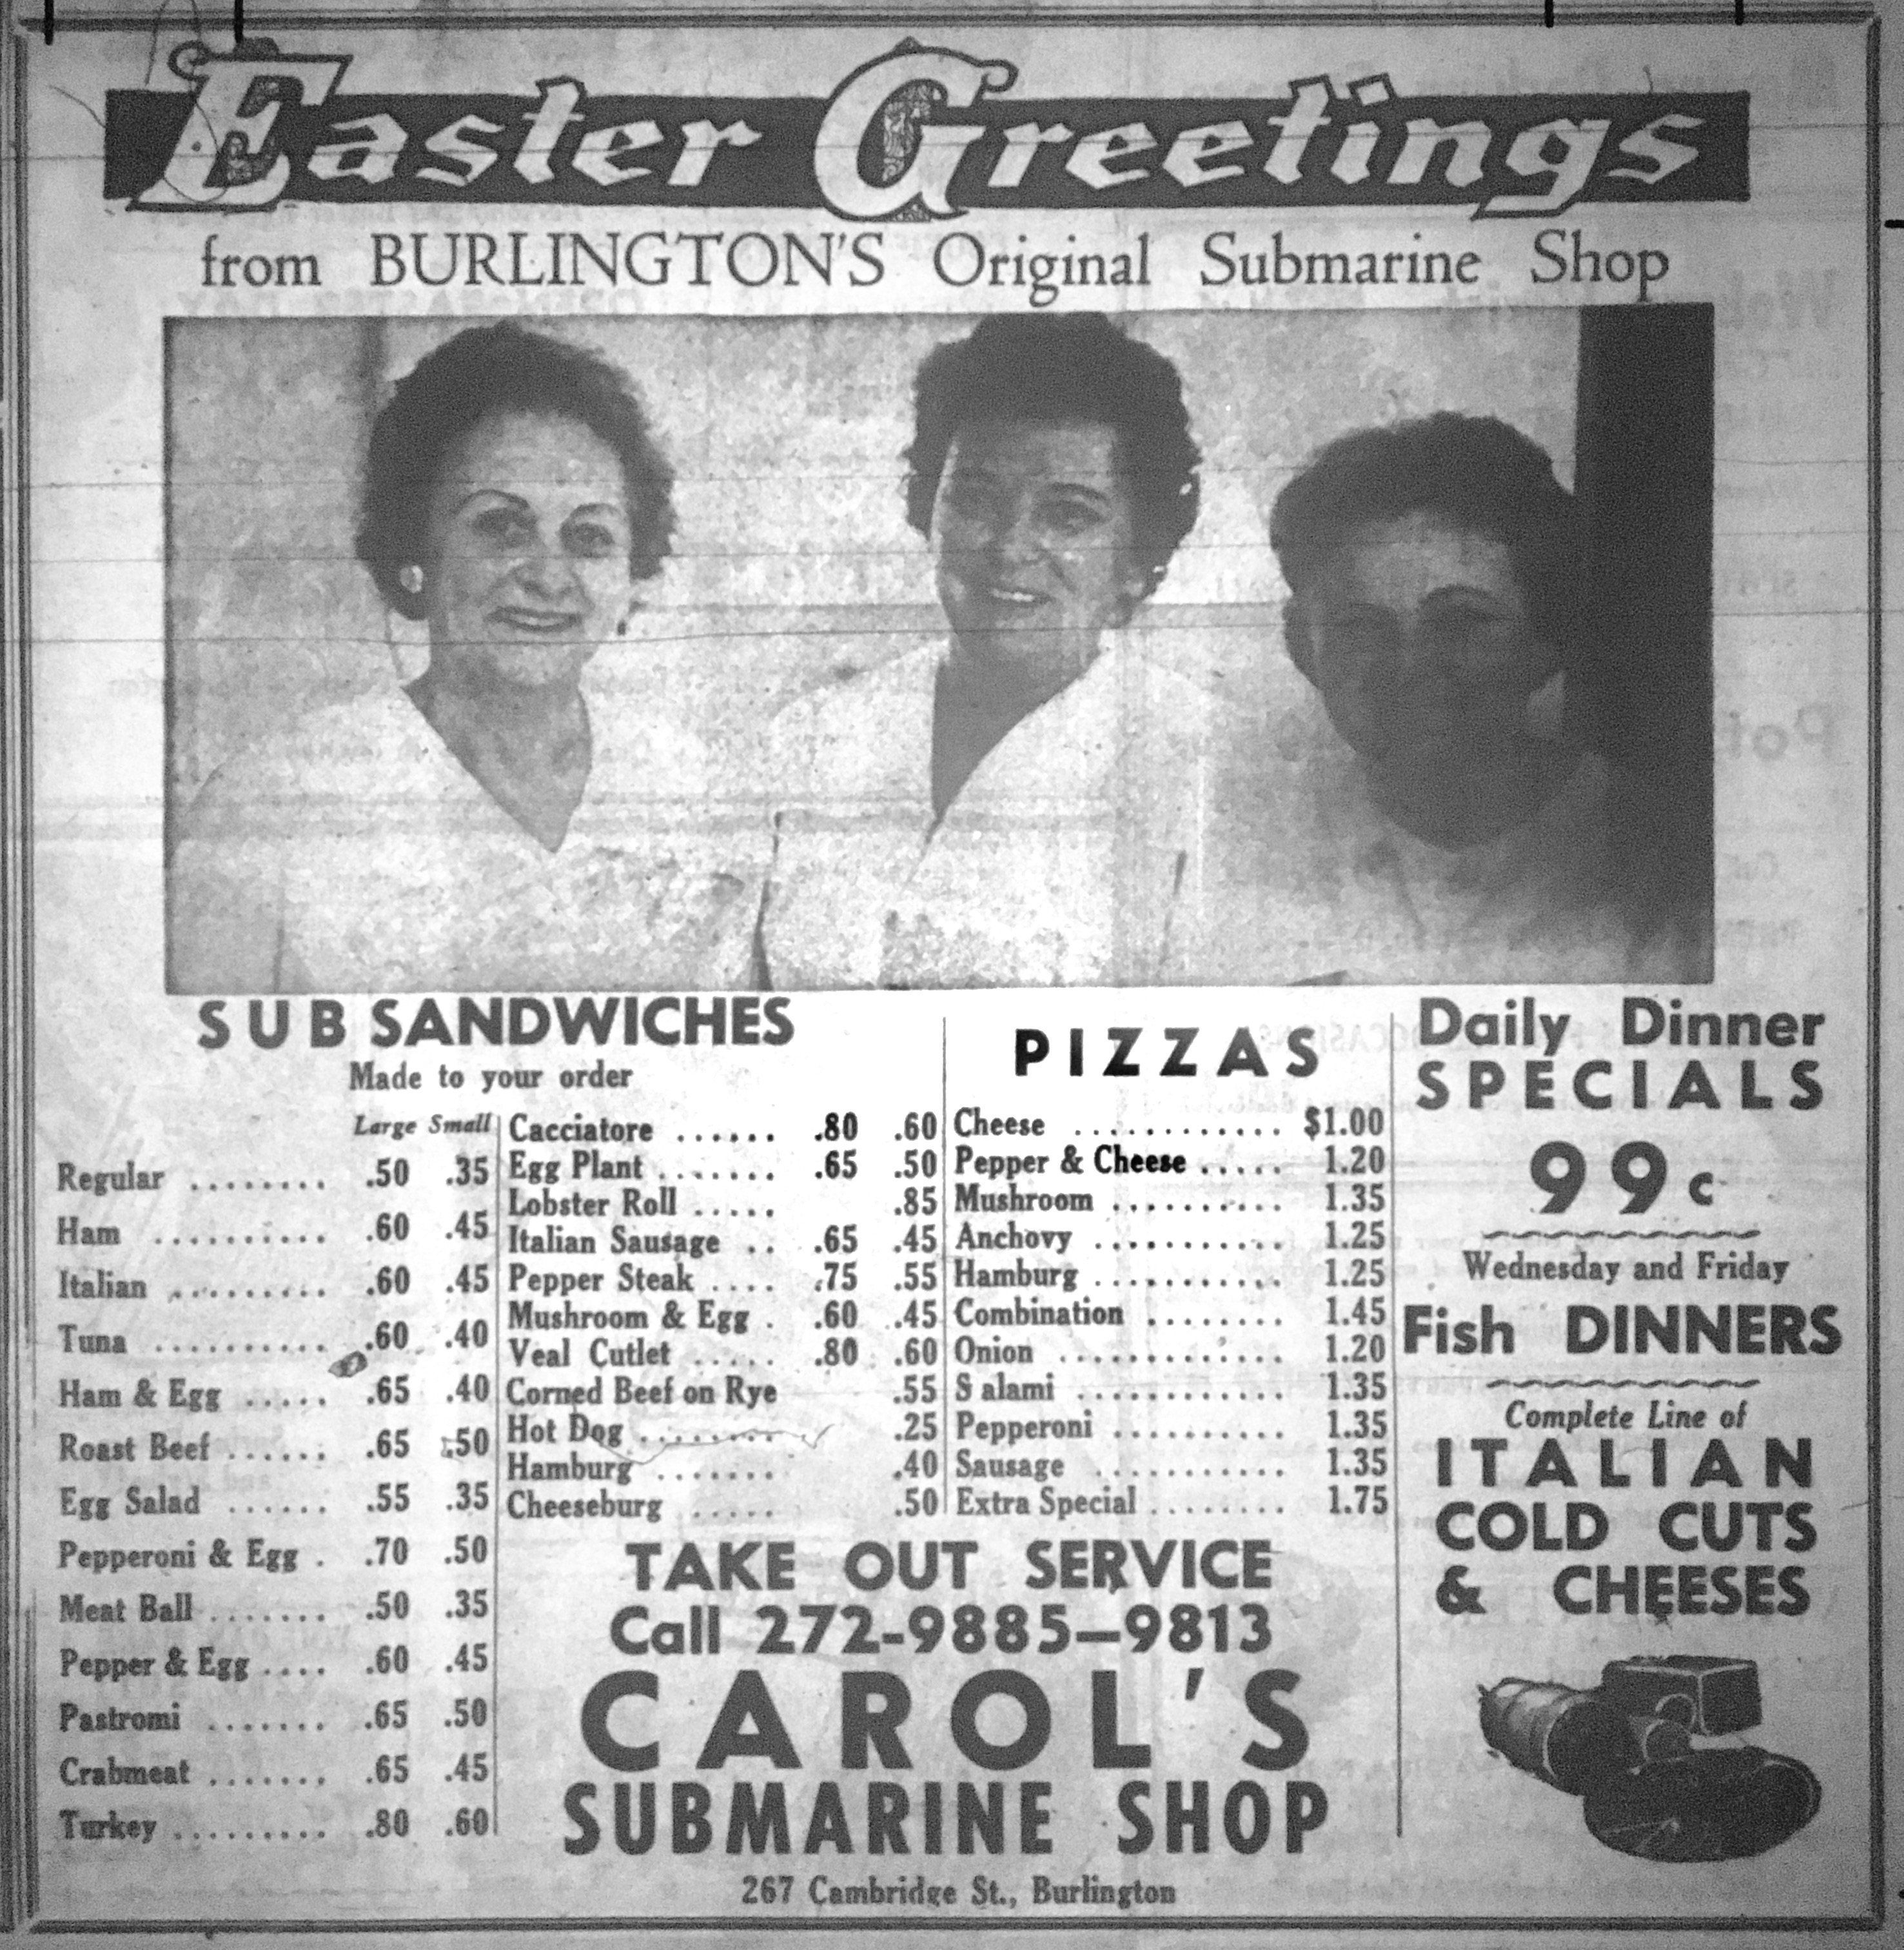 Easter Greetings
from BURLINGTON'S Original Submarine Shop
SUB SANDWICHES
Made to your order
Large Small
Regular ........ .50 .35
Ham .......... .60 .45
Italian ......... .60 .45
Tuna .......... .60 .40
Ham & Egg ..... .65 .40
Roast Beef ...... .65 .50
Egg Salad ...... .55 .35
Pepperoni & Egg . .70 .50
Meat Ball ....... .50 .35
Pepper & Egg .... .60 .45
Pastromi ....... .65 .50
Crabmeat ....... .65 .45
Turkey ......... .80 .60
Cacciatore ...... .80 .60
Egg Plant ....... .65 .50
Lobster Roll ..... .85
Italian Sausage .. .65 .45
Pepper Steak .... .75 .55
Mushroom & Egg . .60 .45
Veal Cutlet ..... .80 .60
Corned Beef on Rye .55
Hot Dog ......... .25
Hamburg ....... .40
Cheeseburg ..... .50
PIZZAS
Cheese ............ $1.00
Pepper & Cheese ..... 1.20
Mushroom .......... 1.35
Anchovy ........... 1.25
Hamburg ........... 1.25
Combination ........ 1.45
Onion ............. 1.20
Salami ............ 1.35
Pepperoni .......... 1.35
Sausage ........... 1.35
Extra Special ........ 1.75
TAKE OUT SERVICE
Call 272-9885–9813
CAROL'S
SUBMARINE SHOP
267 Cambridge St., Burlington
Daily Dinner
SPECIALS
99c
Wednesday and Friday
Fish DINNERS
Complete Line of
ITALIAN
COLD CUTS
& CHEESES